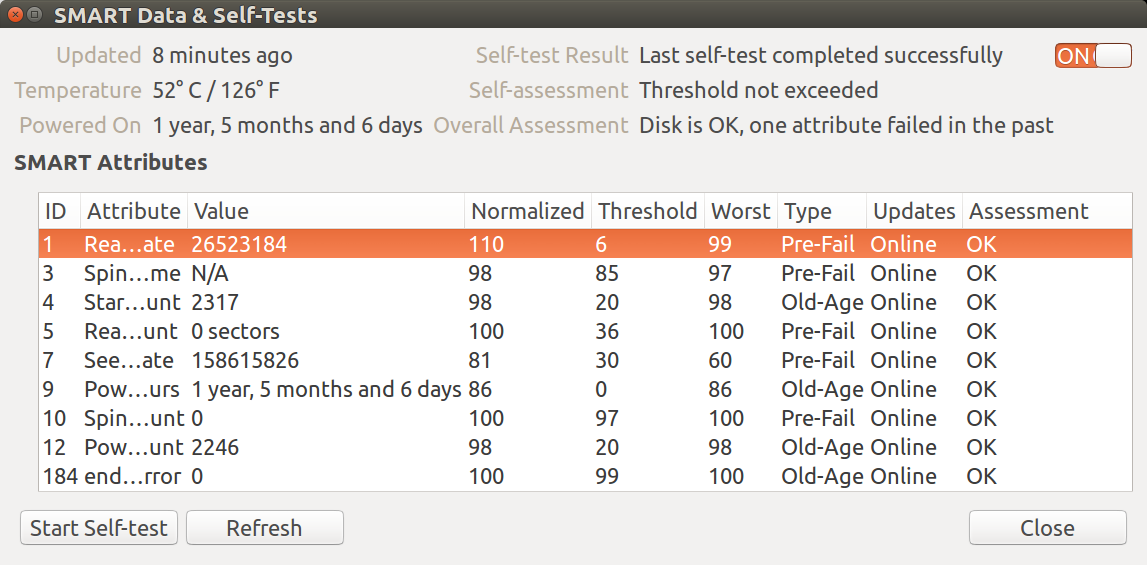 SMART Data & Self-Tests
Updated 8 minutes ago Self-test Result Last self-test completed successfully ON
Temperature 52° C / 126° F Self-assessment Threshold not exceeded
Powered On 1 year, 5 months and 6 days Overall Assessment Disk is OK, one attribute failed in the past
SMART Attributes
ID Attribute Value Normalized Threshold Worst Type Updates Assessment
1 Rea…ate 26523184 110 6 99 Pre-Fail Online OK
3 Spin…me N/A 98 85 97 Pre-Fail Online OK
4 Star…unt 2317 98 20 98 Old-Age Online OK
5 Rea…unt 0 sectors 100 36 100 Pre-Fail Online OK
7 See…ate 158615826 81 30 60 Pre-Fail Online OK
9 Pow…urs 1 year, 5 months and 6 days 86 0 86 Old-Age Online OK
10 Spin…unt 0 100 97 100 Pre-Fail Online OK
12 Pow…unt 2246 98 20 98 Old-Age Online OK
184 end…rror 0 100 99 100 Old-Age Online OK
Start Self-test Refresh Close